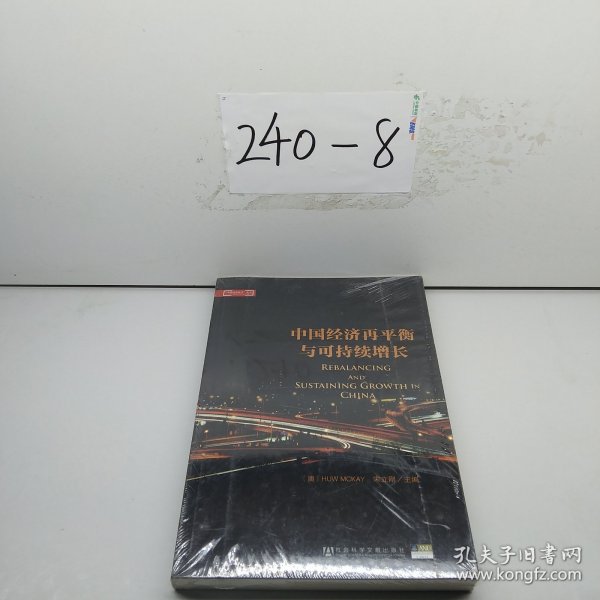 240-8
中国经济再平衡
与可持续增长
REBALANCING
AND
SUSTAINING GROWTH IN
CHINA
〔澳〕HUW MCKAY 宋立刚/主编
社会科学文献出版社
孔夫子旧书网
www.kongfz.com